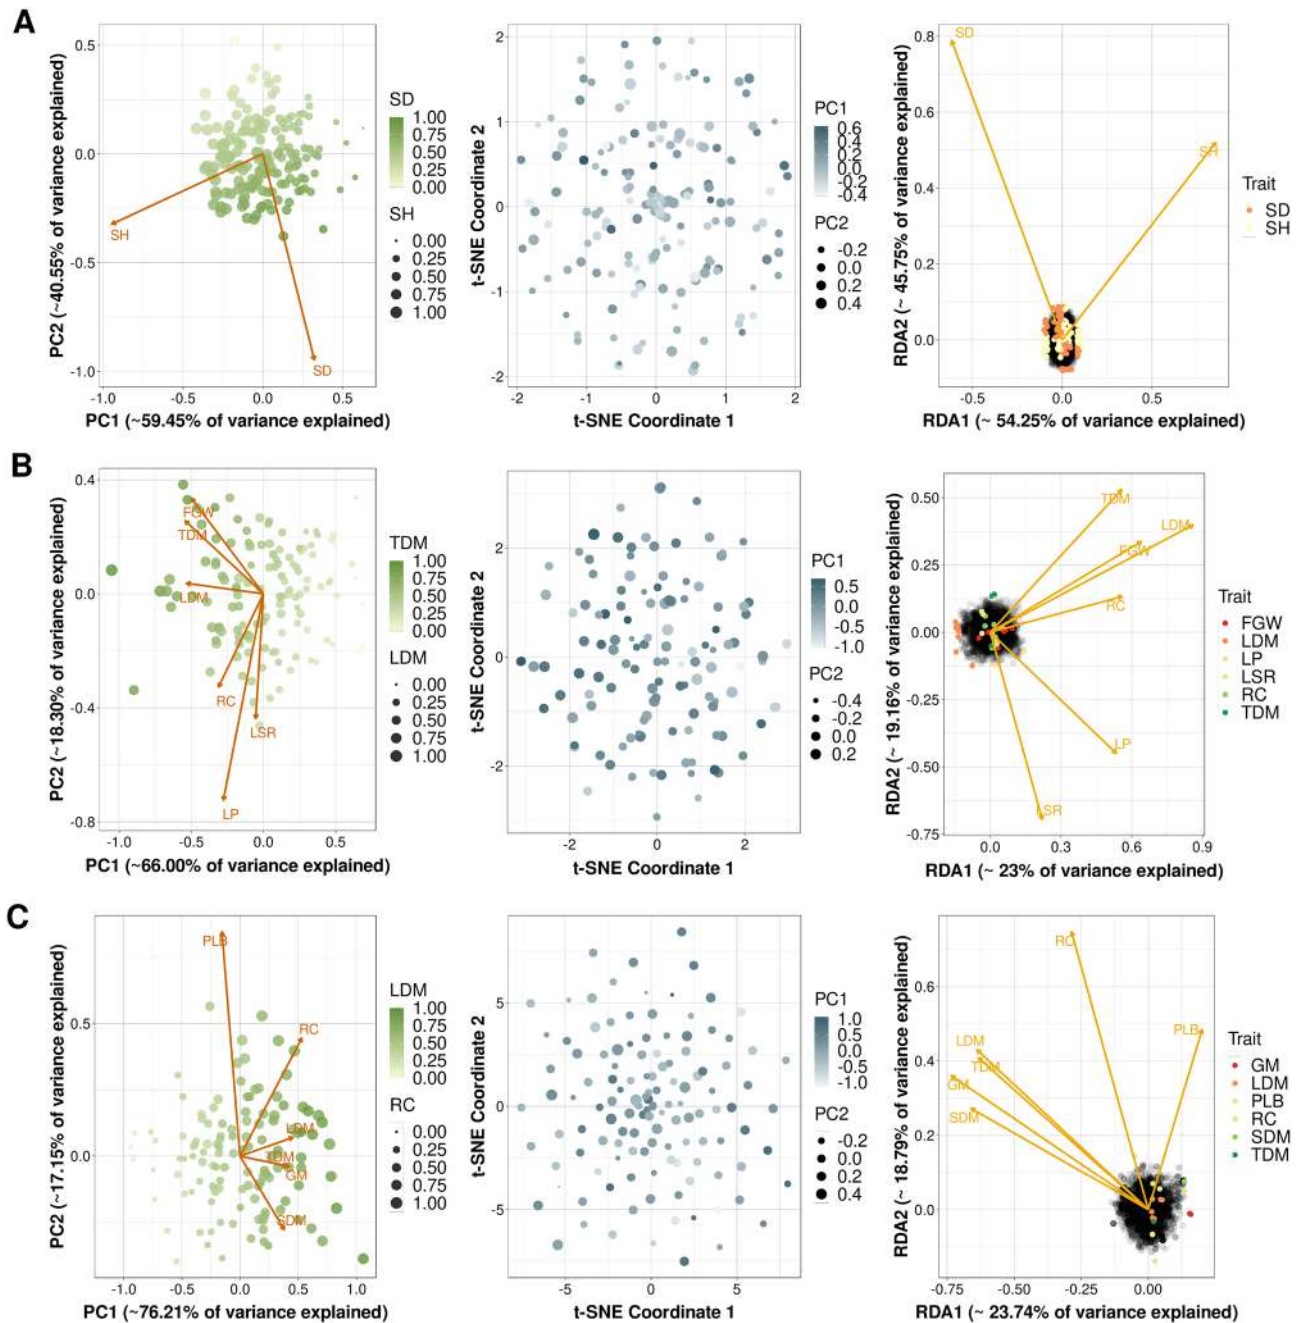 A
PC2 (~40.55% of variance explained)
0.5
0.0
-0.5
-1.0
SH
SD
-1.0
-0.5
0.0
0.5
PC1 (~59.45% of variance explained)
SD
1.00
0.75
0.50
0.25
0.00
SH
0.00
0.25
0.50
0.75
1.00
t-SNE Coordinate 2
2
1
0
-1
-2
-2
-1
0
1
2
t-SNE Coordinate 1
PC1
0.6
0.4
0.2
0.0
-0.2
-0.4
PC2
-0.2
0.0
0.2
0.4
RDA2 (~ 45.75% of variance explained)
0.8
0.6
0.4
0.2
0.0
SD
SH
-0.5
0.0
0.5
RDA1 (~ 54.25% of variance explained)
Trait
SD
SH
B
PC2 (~18.30% of variance explained)
0.4
0.0
-0.4
-0.8
FGW
TDM
LDM
RC
LSR
LP
-1.0
-0.5
0.0
0.5
PC1 (~66.00% of variance explained)
TDM
1.00
0.75
0.50
0.25
0.00
LDM
0.00
0.25
0.50
0.75
1.00
t-SNE Coordinate 2
2
0
-2
-2
0
2
t-SNE Coordinate 1
PC1
0.5
0.0
-0.5
-1.0
PC2
-0.4
-0.2
0.0
0.2
RDA2 (~ 19.16% of variance explained)
0.50
0.25
0.00
-0.25
-0.50
-0.75
TDM
LDM
FGW
RC
LP
LSR
0.0
0.3
0.6
0.9
RDA1 (~ 23% of variance explained)
Trait
FGW
LDM
LP
LSR
RC
TDM
C
PC2 (~17.15% of variance explained)
0.5
0.0
PLB
RC
LDM
TDM
GM
SDM
-1.0
-0.5
0.0
0.5
1.0
PC1 (~76.21% of variance explained)
LDM
1.00
0.75
0.50
0.25
0.00
RC
0.00
0.25
0.50
0.75
1.00
t-SNE Coordinate 2
5
0
-5
-5
0
5
t-SNE Coordinate 1
PC1
1.0
0.5
0.0
-0.5
-1.0
PC2
-0.2
0.0
0.2
0.4
RDA2 (~ 18.79% of variance explained)
0.6
0.4
0.2
0.0
RC
PLB
LDM
TDM
GM
SDM
-0.75
-0.50
-0.25
0.00
RDA1 (~ 23.74% of variance explained)
Trait
GM
LDM
PLB
RC
SDM
TDM